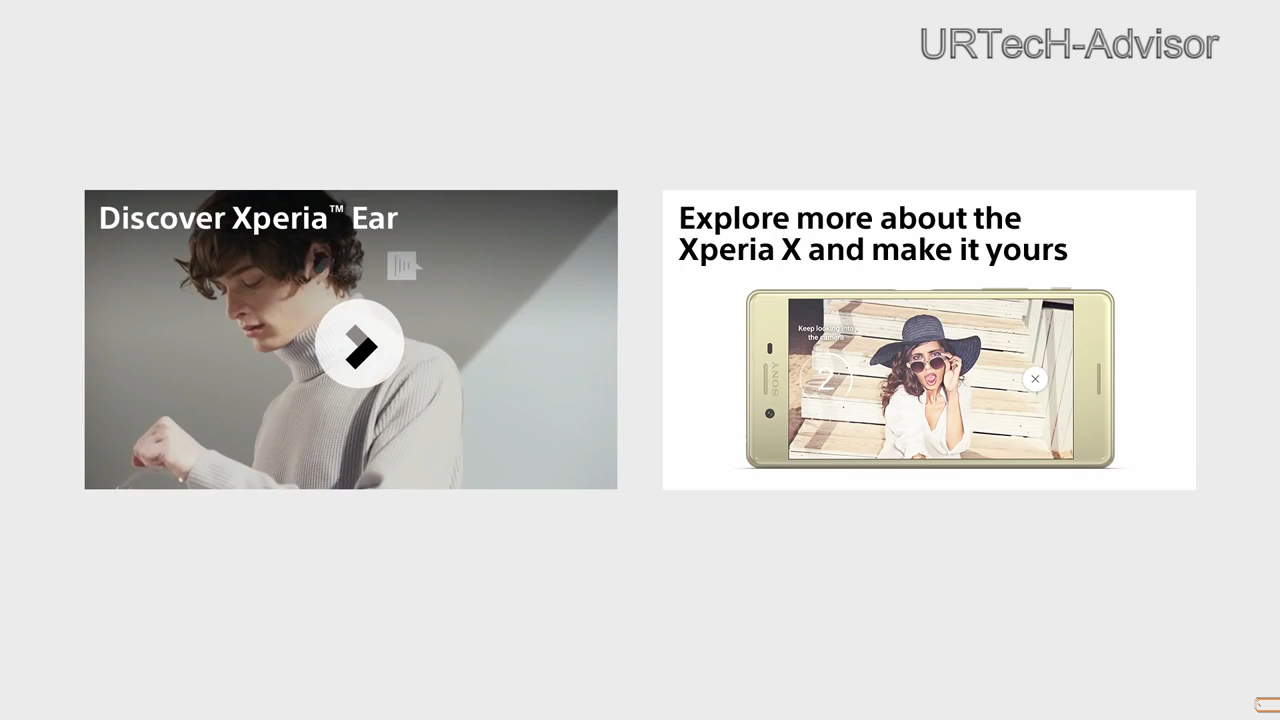 URTecH-Advisor
Discover Xperia™ Ear
Explore more about the
Xperia X and make it yours
Keep looking into
the camera
2
SONY